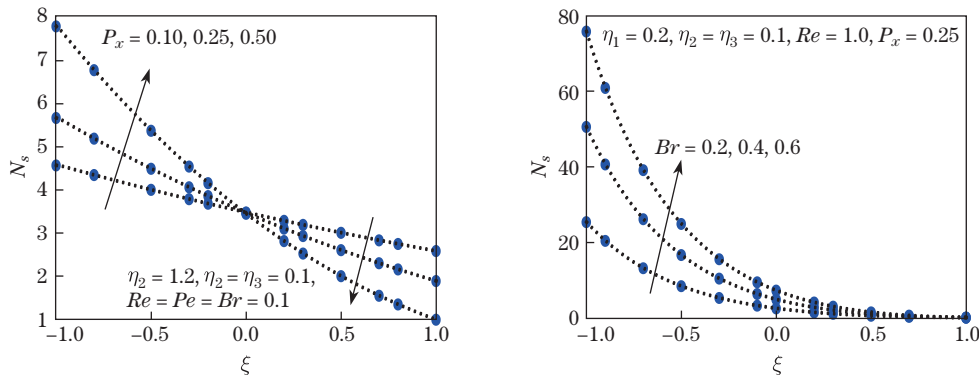 8
7
6
5
4
3
2
1
N_s
P_x = 0.10, 0.25, 0.50
η_2 = 1.2, η_2 = η_3 = 0.1,
Re = Pe = Br = 0.1
−1.0 −0.5 0.0 0.5 1.0
ξ
80
60
40
20
0
N_s
η_1 = 0.2, η_2 = η_3 = 0.1, Re = 1.0, P_x = 0.25
Br = 0.2, 0.4, 0.6
−1.0 −0.5 0.0 0.5 1.0
ξ